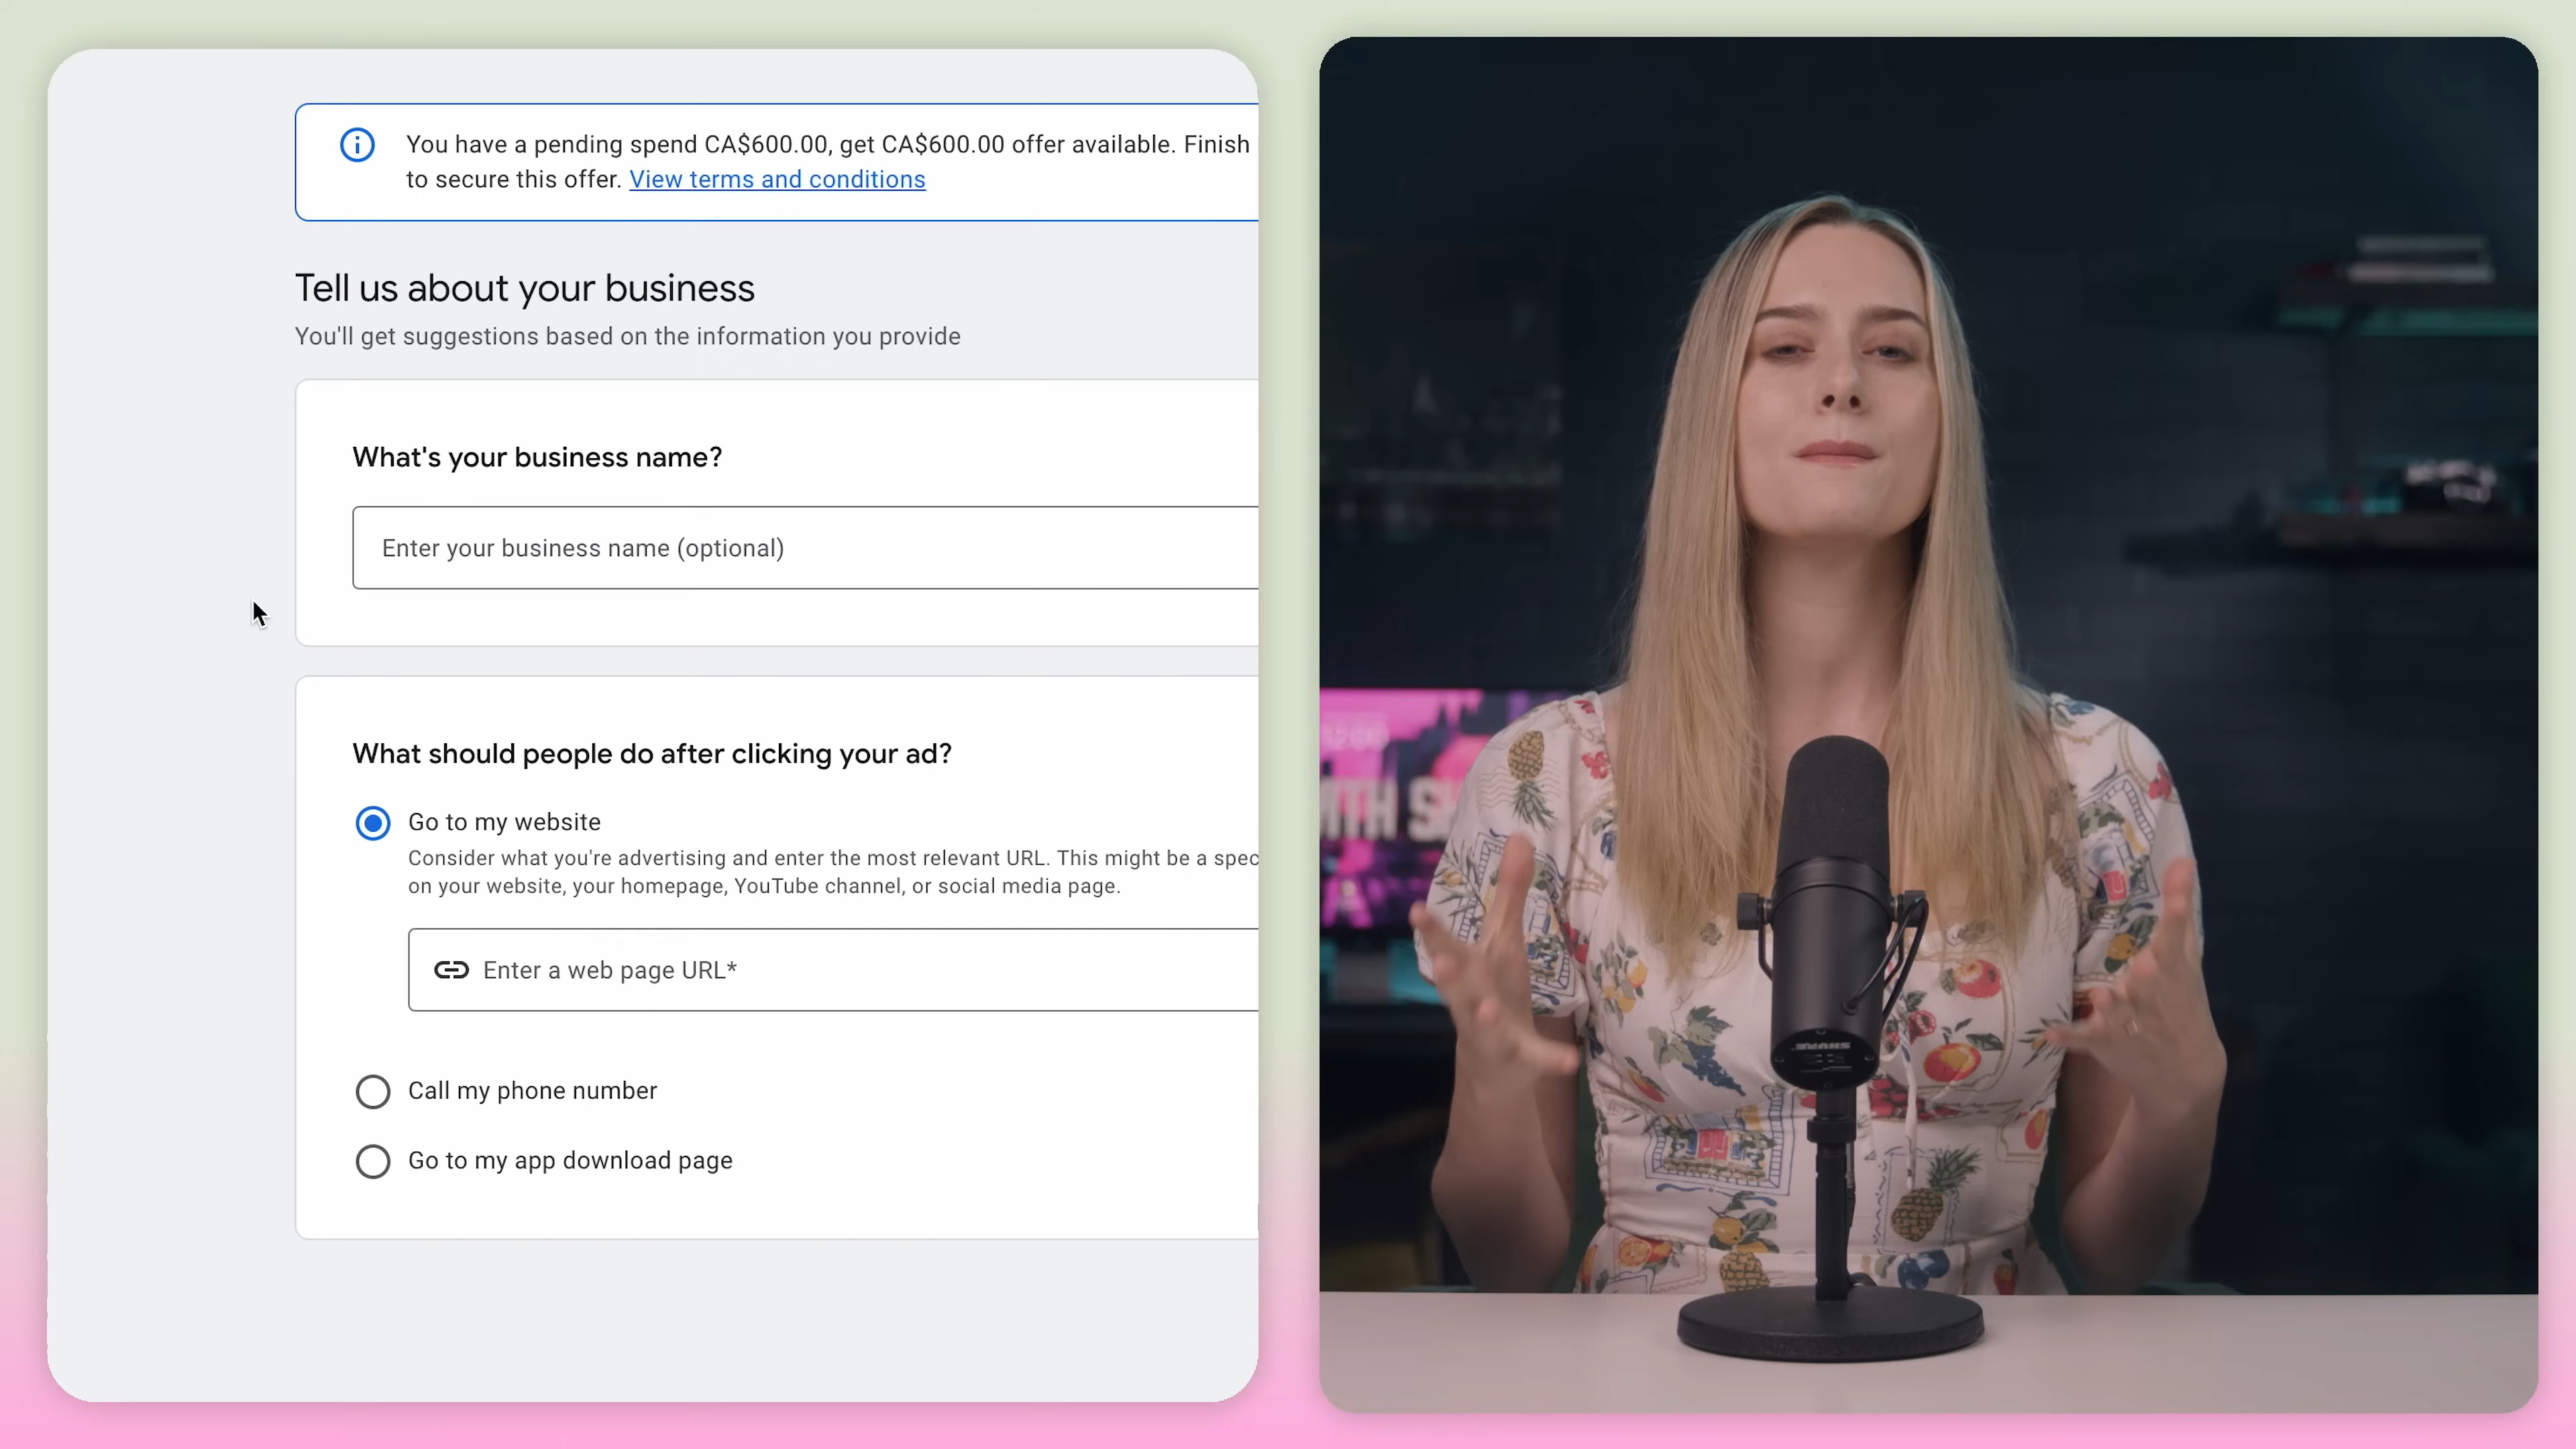 You have a pending spend CA$600.00, get CA$600.00 offer available. Finish
to secure this offer. View terms and conditions
Tell us about your business
You'll get suggestions based on the information you provide
What's your business name?
Enter your business name (optional)
What should people do after clicking your ad?
Go to my website
Consider what you're advertising and enter the most relevant URL. This might be a spec
on your website, your homepage, YouTube channel, or social media page.
Enter a web page URL*
Call my phone number
Go to my app download page
SHURE